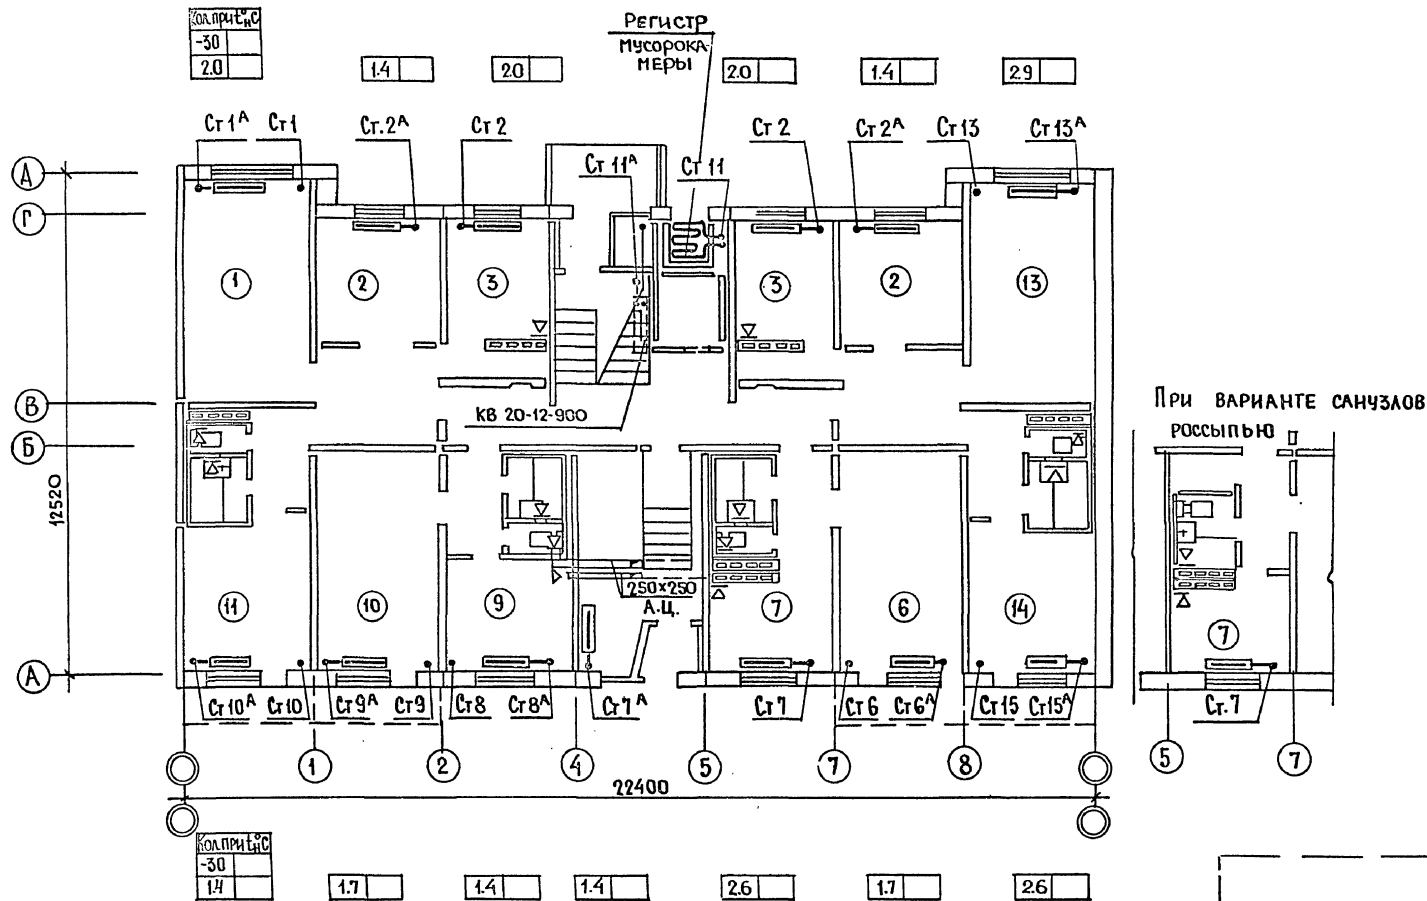 Кол.при t°нС
-30
2.0
1.4
2.0
Регистр
мусорока-
меры
2.0
1.4
2.9
Ст 1А
Ст 1
Ст.2А
Ст 2
Ст 11А
Ст 11
Ст 2
Ст 2А
Ст 13
Ст 13А
А
Г
1
2
3
3
2
13
В
КВ 20-12-900
При варианте санузлов
россыпью
Б
12520
250×250
А.Ц.
11
10
9
7
6
14
7
А
Ст 10А
Ст 10
Ст 9А
Ст 9
Ст 8
Ст 8А
Ст 7А
Ст 7
Ст 6
Ст 6А
Ст 15
Ст 15А
Ст.7
1
2
4
5
7
8
5
7
22400
Кол.при t°нС
-30
1.4
1.7
1.4
1.4
2.6
1.7
2.6